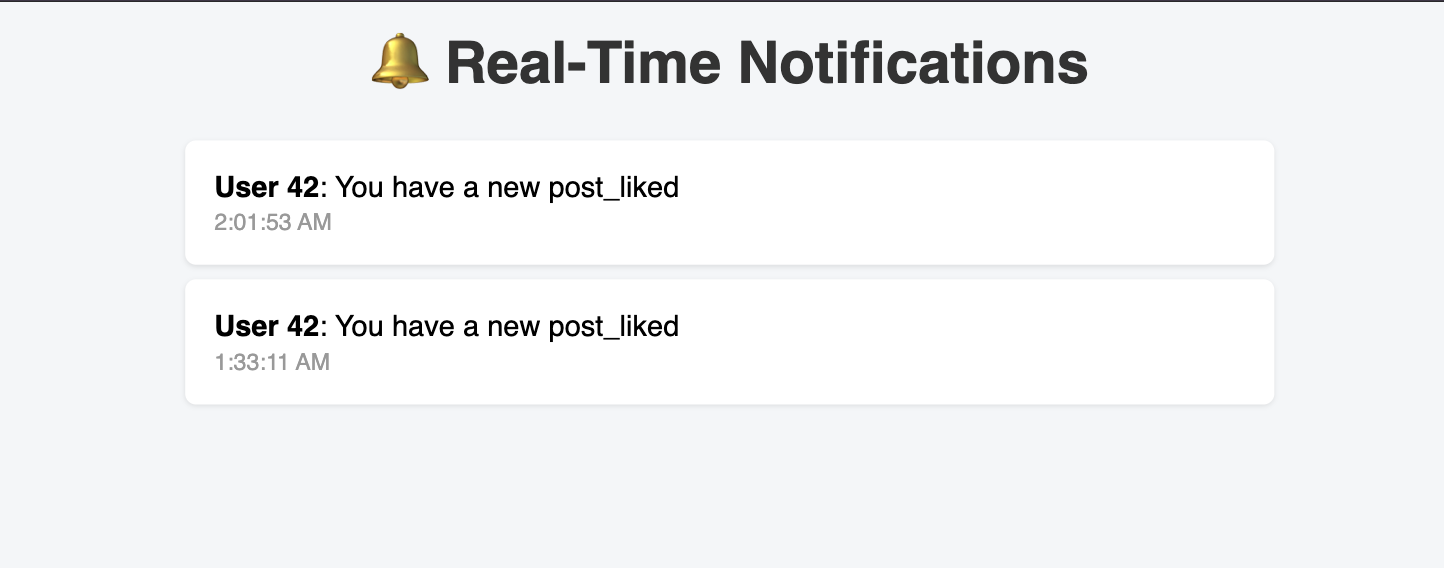 🔔 Real-Time Notifications
User 42: You have a new post_liked
2:01:53 AM
User 42: You have a new post_liked
1:33:11 AM